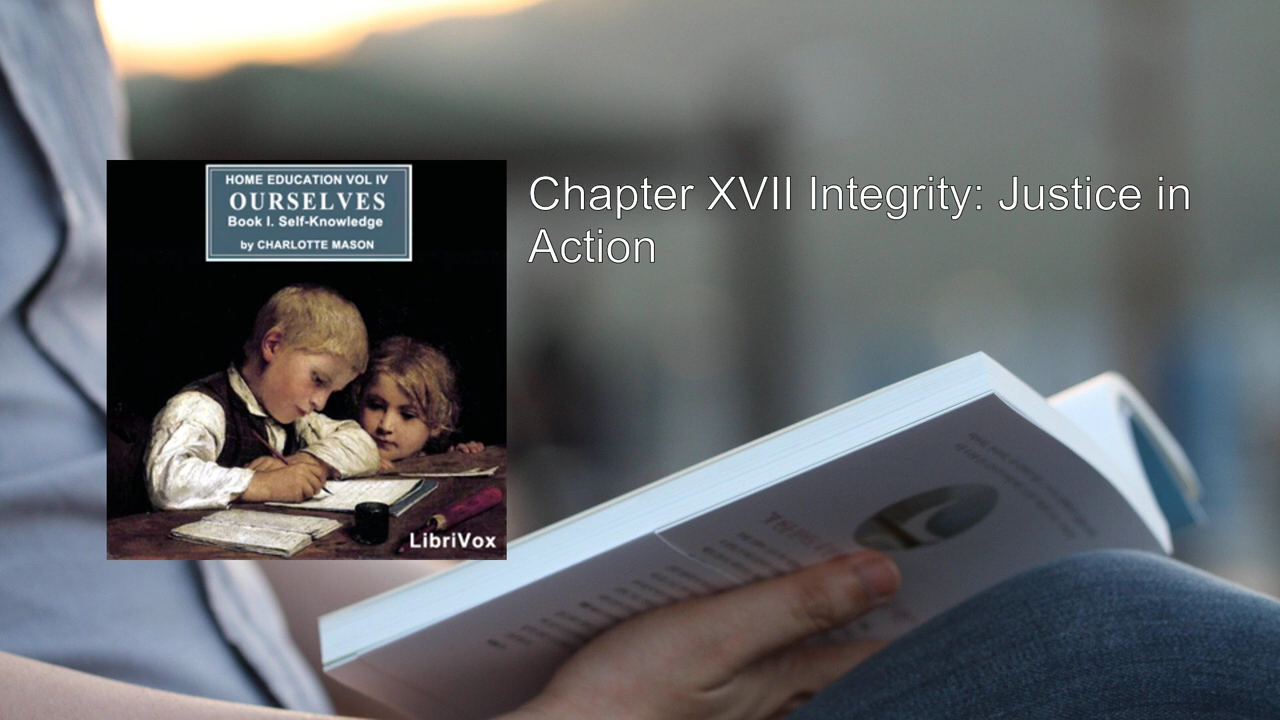 HOME EDUCATION VOL IV
OURSELVES
Book I. Self-Knowledge
by CHARLOTTE MASON
LibriVox
Chapter XVII Integrity: Justice in
Action